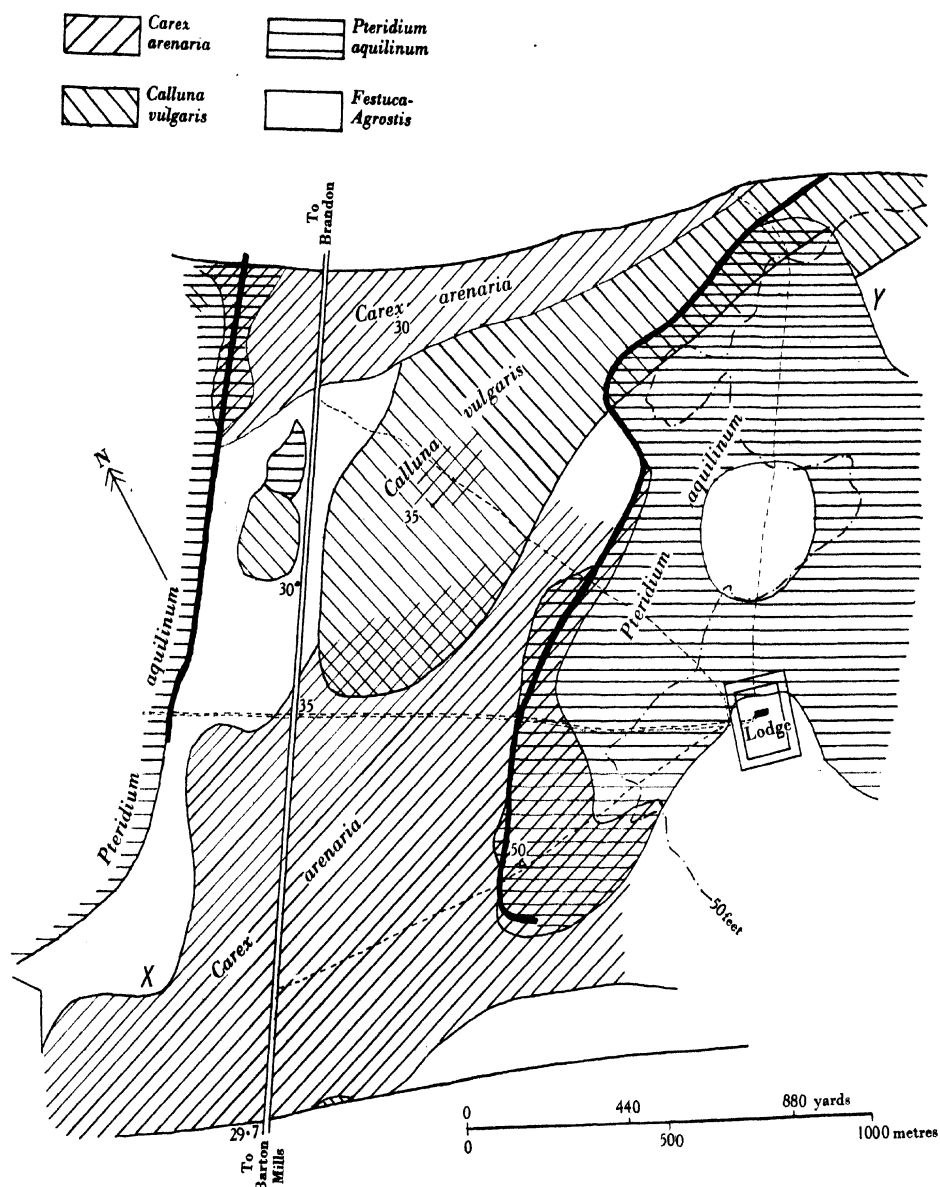 Carex
arenaria
Pteridium
aquilinum
Calluna
vulgaris
Festuca-
Agrostis
To
Brandon
Carex arenaria
30
Calluna vulgaris
35
N
30
Pteridium aquilinum
Y
35
Lodge
Pteridium aquilinum
50
50 feet
Carex arenaria
X
29·7
To
Barton
Mills
0 440 880 yards
0 500 1000 metres